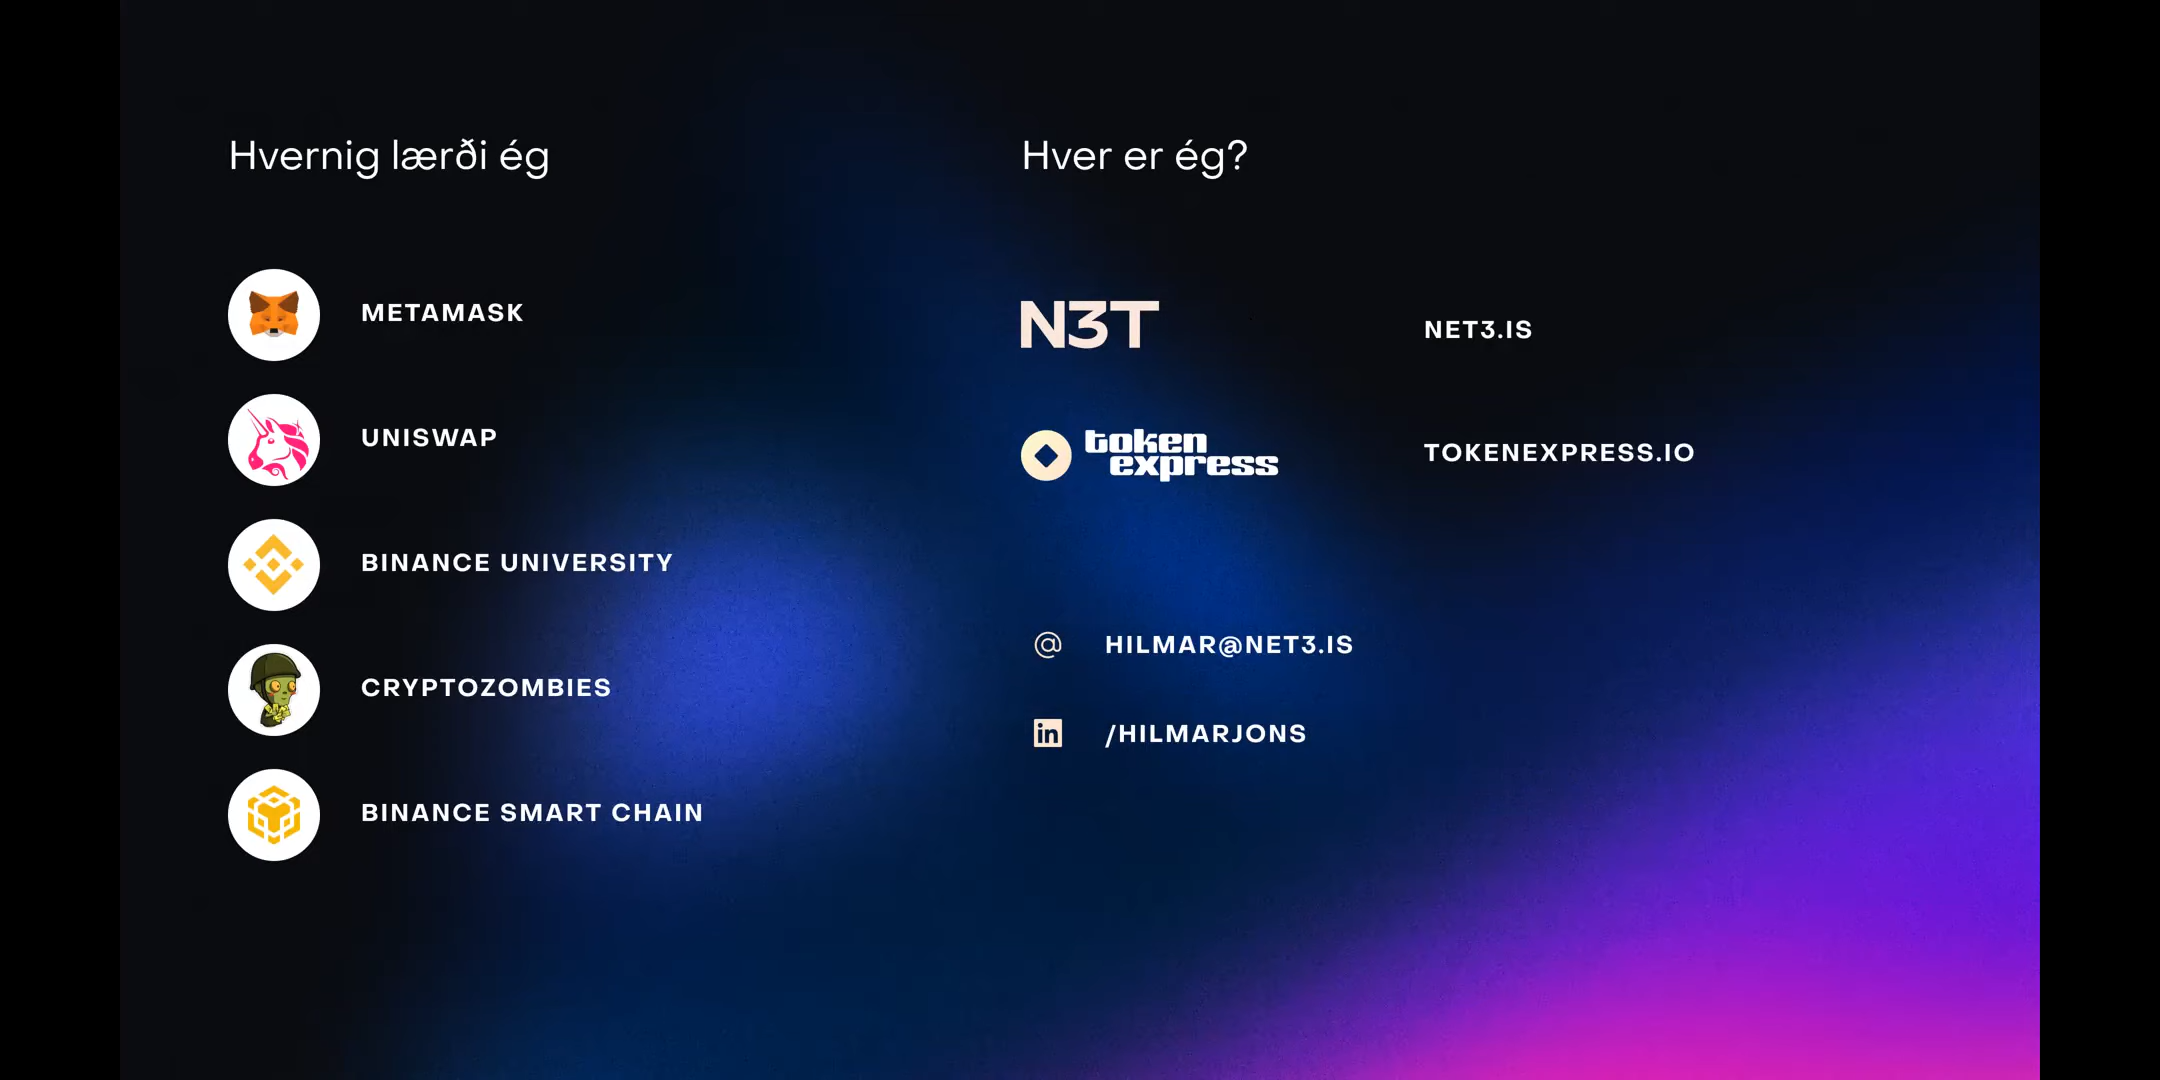 Hvernig lærði ég
METAMASK
UNISWAP
BINANCE UNIVERSITY
CRYPTOZOMBIES
BINANCE SMART CHAIN
Hver er ég?
N3T
NET3.IS
token
express
TOKENEXPRESS.IO
@ HILMAR@NET3.IS
in /HILMARJONS